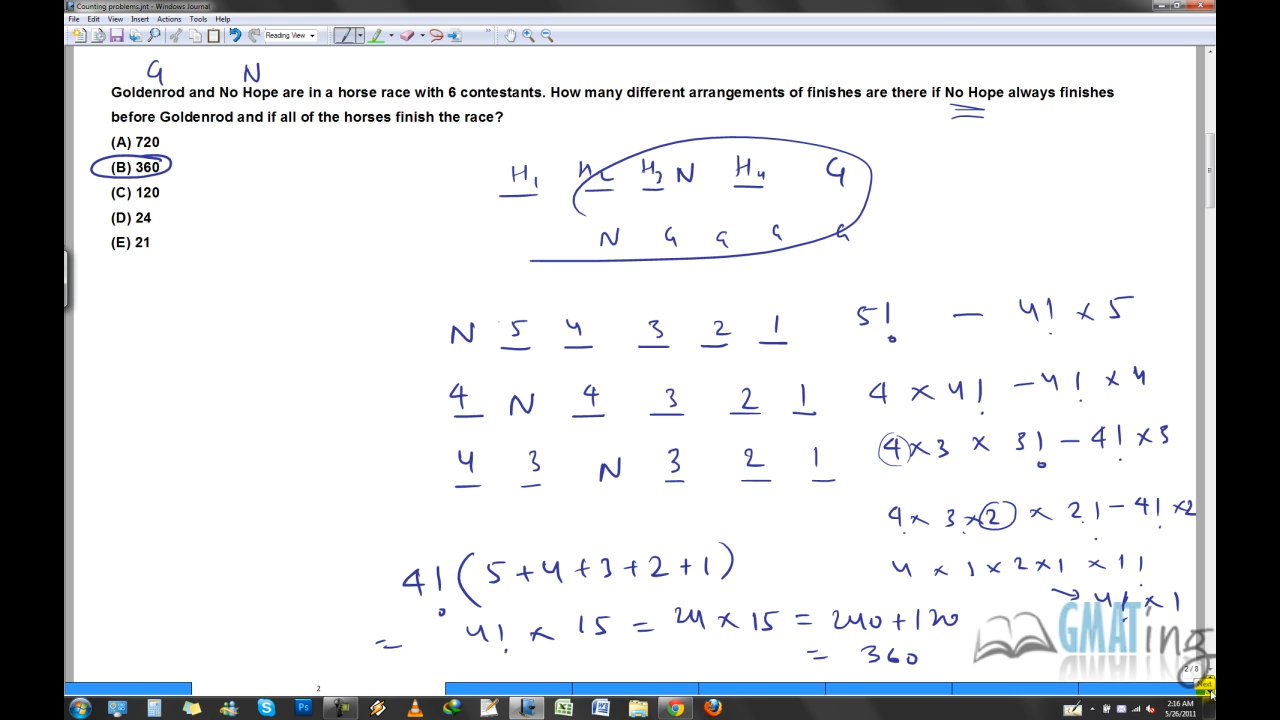 Counting problems.jnt - Windows Journal
File Edit View Insert Actions Tools Help
Reading View
G N
Goldenrod and No Hope are in a horse race with 6 contestants. How many different arrangements of finishes are there if No Hope always finishes
before Goldenrod and if all of the horses finish the race?
(A) 720
(B) 360
(C) 120
(D) 24
(E) 21
H1 H2 H3 N H4 G
N G G G G
N 5 4 3 2 1 5! — 4! × 5
4 N 4 3 2 1 4 × 4! – 4! × 4
4 3 N 3 2 1 4 × 3 × 3! – 4! × 3
4 × 3 × 2 × 2! – 4! × 2
4! (5 + 4 + 3 + 2 + 1) 4 × 1 × 2 × 1 × 1!
→ 4! × 1
= 4! × 15 = 24 × 15 = 240 + 120
= 360
GMATing
2 / 8
2
Next
2:16 AM
5/26/2011